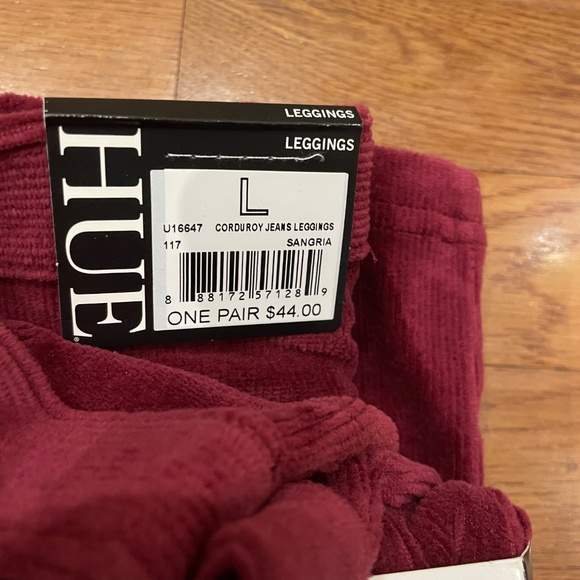 LEGGINGS
HUE®
LEGGINGS
L
U16647 CORDUROY JEANS LEGGINGS
117 SANGRIA
8 88172 57128 9
ONE PAIR $44.00